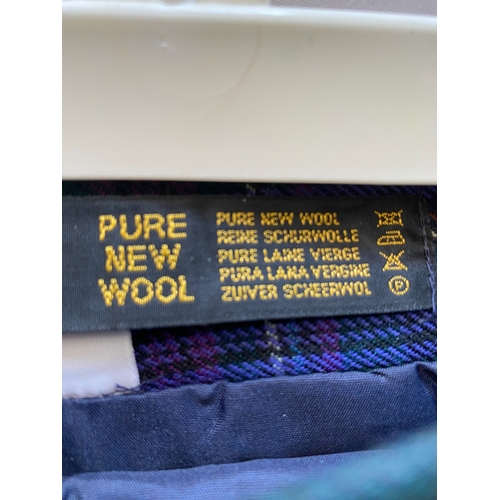 PURE
NEW
WOOL
PURE NEW WOOL
REINE SCHURWOLLE
PURE LAINE VIERGE
PURA LANA VERGINE
ZUIVER SCHEERWOL
P